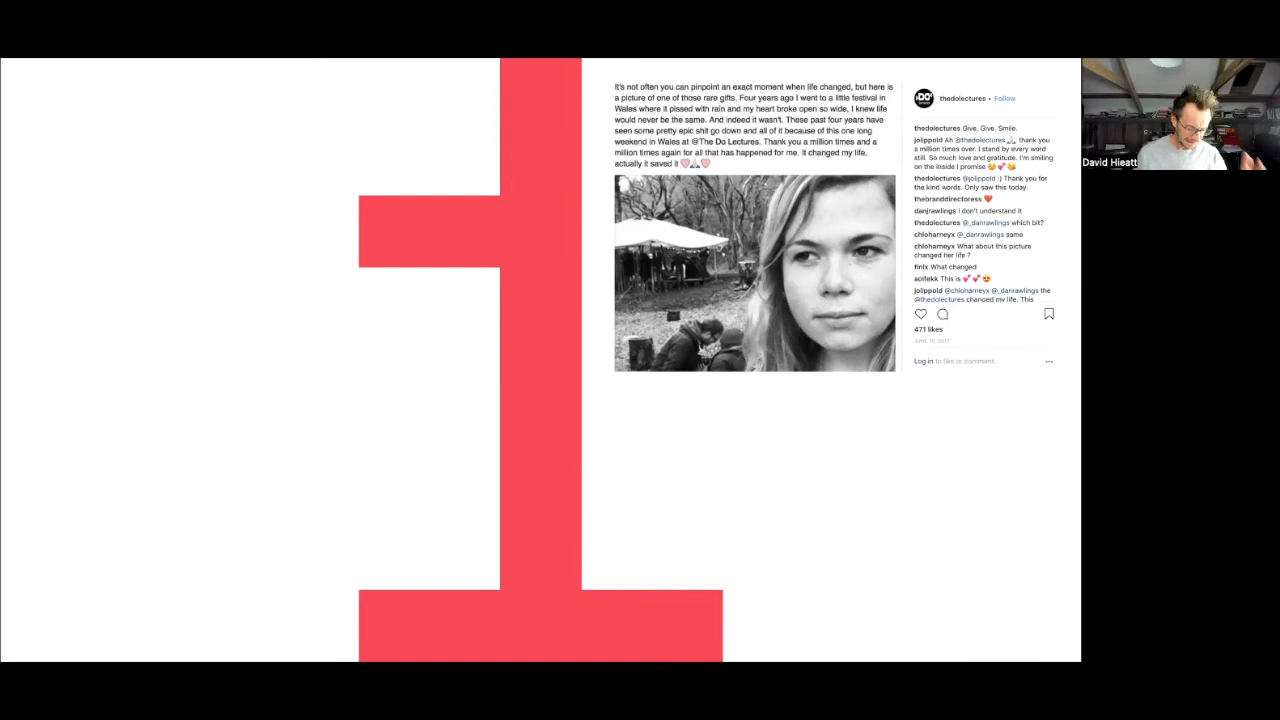 1
It's not often you can pinpoint an exact moment when life changed, but here is
a picture of one of those rare gifts. Four years ago I went to a little festival in
Wales where it pissed with rain and my heart broke open so wide, I knew life
would never be the same. And indeed it wasn't. These past four years have
seen some pretty epic shit go down and all of it because of this one long
weekend in Wales at @The Do Lectures. Thank you a million times and a
million times again for all that has happened for me. It changed my life,
actually it saved it 💗🙏🏻💗
thedolectures • Follow
thedolectures Give. Give. Smile.
jolippold Ah @thedolectures 🙏🏻 thank you
a million times over. I stand by every word
still. So much love and gratitude. I'm smiling
on the inside I promise ☺️💕😘
thedolectures @jolippold :) Thank you for
the kind words. Only saw this today.
thebranddirectoress ❤️
danjrawlings I don't understand it
thedolectures @_danrawlings which bit?
chloharneyx @_danrawlings same
chloharneyx What about this picture
changed her life ?
finlx What changed
aoifekk This is 💕💕😍
jolippold @chloharneyx @_danrawlings the
@thedolectures changed my life. This
471 likes
JUNE 10, 2017
Log in to like or comment.
David Hieatt